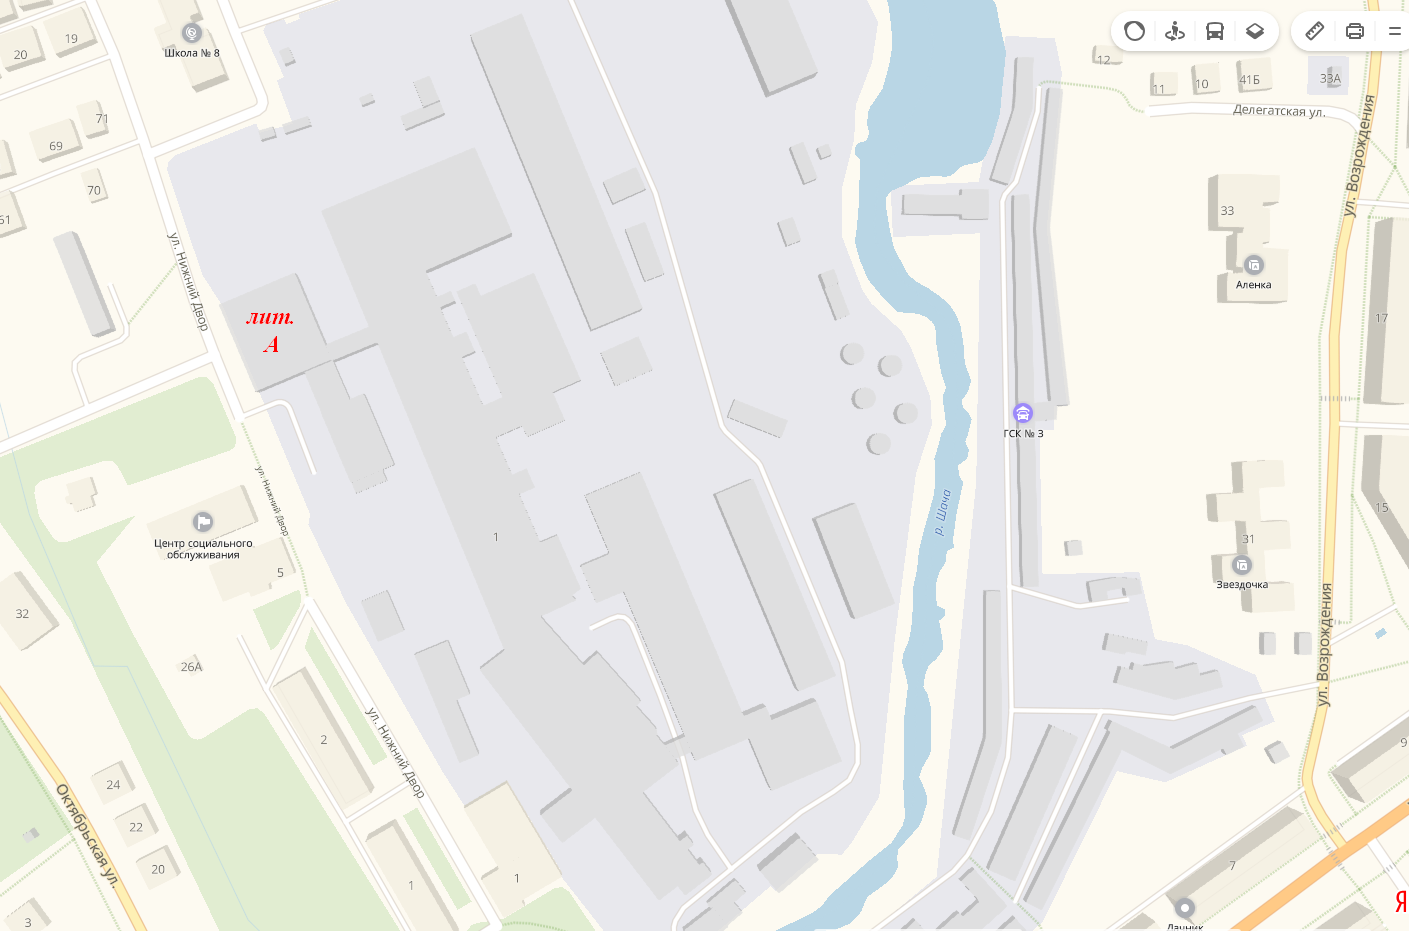 19
20
Школа № 8
71
69
70
61
ул. Нижний Двор
лит.
А
Центр социального
обслуживания
ул. Нижний Двор
5
32
26А
2
ул. Нижний Двор
24
22
20
Октябрьская ул.
3
1
1
1
р. Шача
ГСК № 3
12
11
10
41Б
33А
Делегатская ул.
ул. Возрождения
33
Аленка
17
15
31
Звездочка
ул. Возрождения
9
7
Дачник
Я